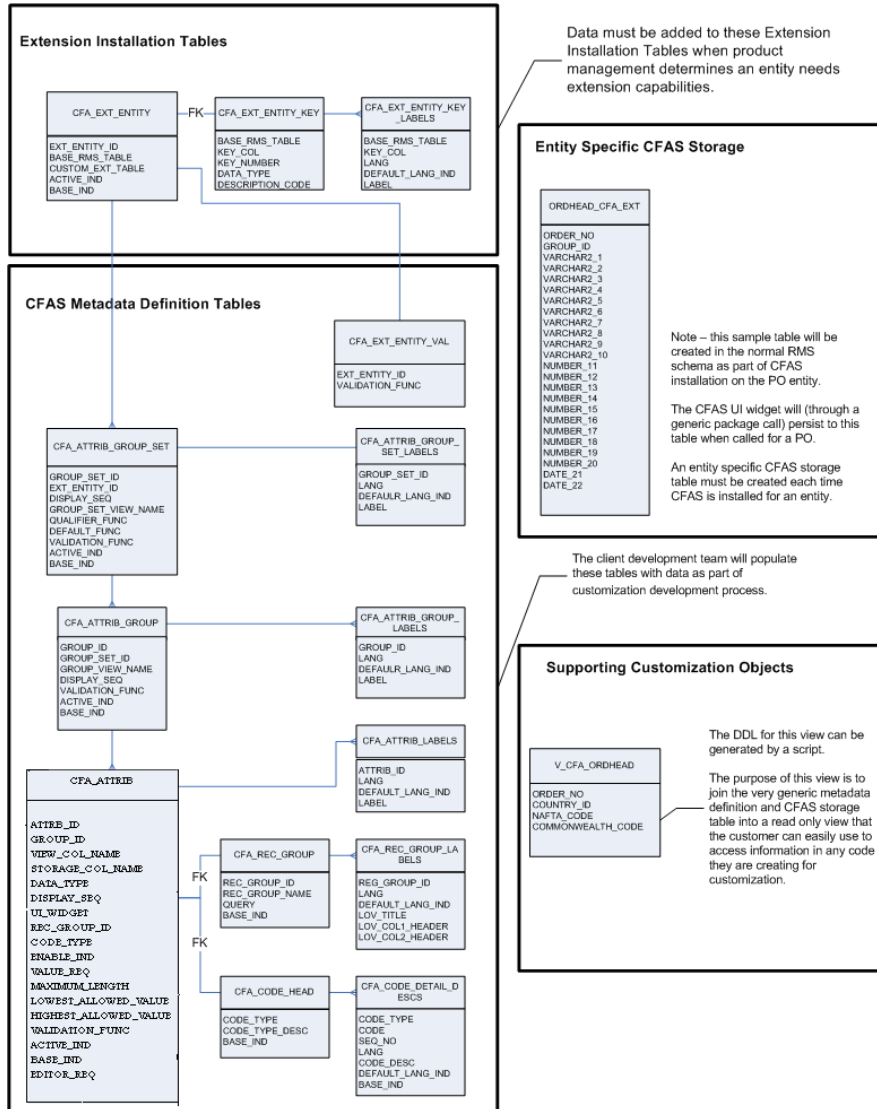 Extension Installation Tables
CFA_EXT_ENTITY
EXT_ENTITY_ID
BASE_RMS_TABLE
CUSTOM_EXT_TABLE
ACTIVE_IND
BASE_IND
FK
CFA_EXT_ENTITY_KEY
BASE_RMS_TABLE
KEY_COL
KEY_NUMBER
DATA_TYPE
DESCRIPTION_CODE
CFA_EXT_ENTITY_KEY
_LABELS
BASE_RMS_TABLE
KEY_COL
LANG
DEFAULT_LANG_IND
LABEL
Data must be added to these Extension
Installation Tables when product
management determines an entity needs
extension capabilities.
CFAS Metadata Definition Tables
CFA_EXT_ENTITY_VAL
EXT_ENTITY_ID
VALIDATION_FUNC
CFA_ATTRIB_GROUP_SET
GROUP_SET_ID
EXT_ENTITY_ID
DISPLAY_SEQ
GROUP_SET_VIEW_NAME
QUALIFIER_FUNC
DEFAULT_FUNC
VALIDATION_FUNC
ACTIVE_IND
BASE_IND
CFA_ATTRIB_GROUP_
SET_LABELS
GROUP_SET_ID
LANG
DEFAULR_LANG_IND
LABEL
CFA_ATTRIB_GROUP
GROUP_ID
GROUP_SET_ID
GROUP_VIEW_NAME
DISPLAY_SEQ
VALIDATION_FUNC
ACTIVE_IND
BASE_IND
CFA_ATTRIB_GROUP_
LABELS
GROUP_ID
LANG
DEFAULR_LANG_IND
LABEL
CFA_ATTRIB_LABELS
ATTRIB_ID
LANG
DEFAULT_LANG_IND
LABEL
CFA_ATTRIB
ATTRB_ID
GROUP_ID
VIEW_COL_NAME
STORAGE_COL_NAME
DATA_TYPE
DISPLAY_SEQ
UI_WIDGET
REC_GROUP_ID
CODE_TYPE
ENABLE_IND
VALUE_REQ
MAXIMUM_LENGTH
LOWEST_ALLOWED_VALUE
HIGHEST_ALLOWED_VALUE
VALIDATION_FUNC
ACTIVE_IND
BASE_IND
EDITOR_REQ
FK
FK
CFA_REC_GROUP
REC_GROUP_ID
REC_GROUP_NAME
QUERY
BASE_IND
CFA_REC_GROUP_LA
BELS
REG_GROUP_ID
LANG
DEFAULT_LANG_IND
LOV_TITLE
LOV_COL1_HEADER
LOV_COL2_HEADER
CFA_CODE_HEAD
CODE_TYPE
CODE_TYPE_DESC
BASE_IND
CFA_CODE_DETAIL_D
ESCS
CODE_TYPE
CODE
SEQ_NO
LANG
CODE_DESC
DEFAULT_LANG_IND
BASE_IND
Entity Specific CFAS Storage
ORDHEAD_CFA_EXT
ORDER_NO
GROUP_ID
VARCHAR2_1
VARCHAR2_2
VARCHAR2_3
VARCHAR2_4
VARCHAR2_5
VARCHAR2_6
VARCHAR2_7
VARCHAR2_8
VARCHAR2_9
VARCHAR2_10
NUMBER_11
NUMBER_12
NUMBER_13
NUMBER_14
NUMBER_15
NUMBER_16
NUMBER_17
NUMBER_18
NUMBER_19
NUMBER_20
DATE_21
DATE_22
Note – this sample table will be
created in the normal RMS
schema as part of CFAS
installation on the PO entity.
The CFAS UI widget will (through a
generic package call) persist to this
table when called for a PO.
An entity specific CFAS storage
table must be created each time
CFAS is installed for an entity.
The client development team will populate
these tables with data as part of
customization development process.
Supporting Customization Objects
V_CFA_ORDHEAD
ORDER_NO
COUNTRY_ID
NAFTA_CODE
COMMONWEALTH_CODE
The DDL for this view can be
generated by a script.
The purpose of this view is to
join the very generic metadata
definition and CFAS storage
table into a read only view that
the customer can easily use to
access information in any code
they are creating for
customization.